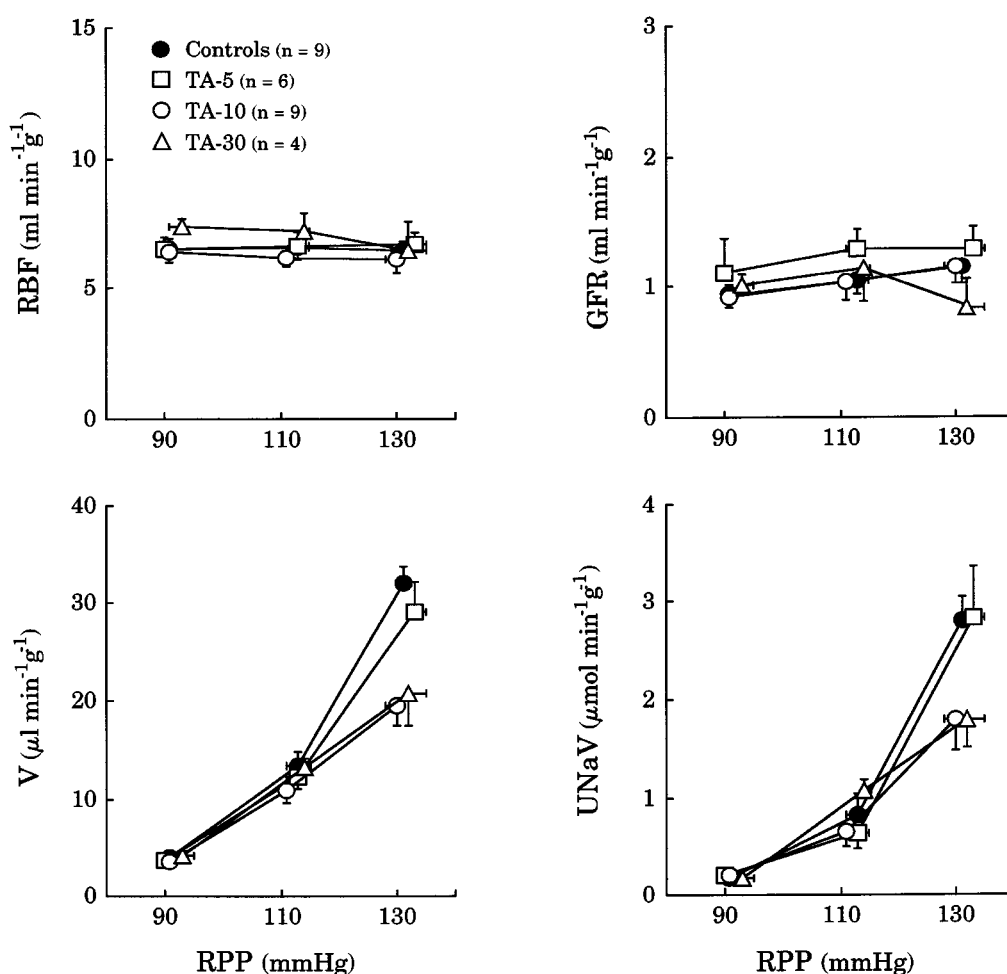 15
10
5
0
RBF (ml min-1g-1)
● Controls (n = 9)
□ TA-5 (n = 6)
○ TA-10 (n = 9)
△ TA-30 (n = 4)
90 110 130
3
2
1
0
GFR (ml min-1g-1)
90 110 130
40
30
20
10
0
V (μl min-1g-1)
90 110 130
RPP (mmHg)
4
3
2
1
0
UNaV (μmol min-1g-1)
90 110 130
RPP (mmHg)